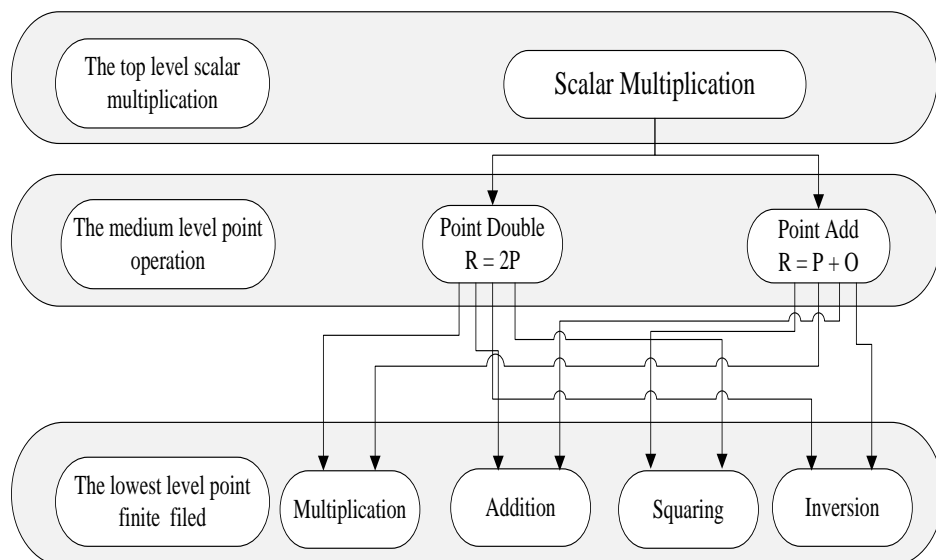 The top level scalar
multiplication
Scalar Multiplication
The medium level point
operation
Point Double
R = 2P
Point Add
R = P + O
The lowest level point
finite filed
Multiplication
Addition
Squaring
Inversion